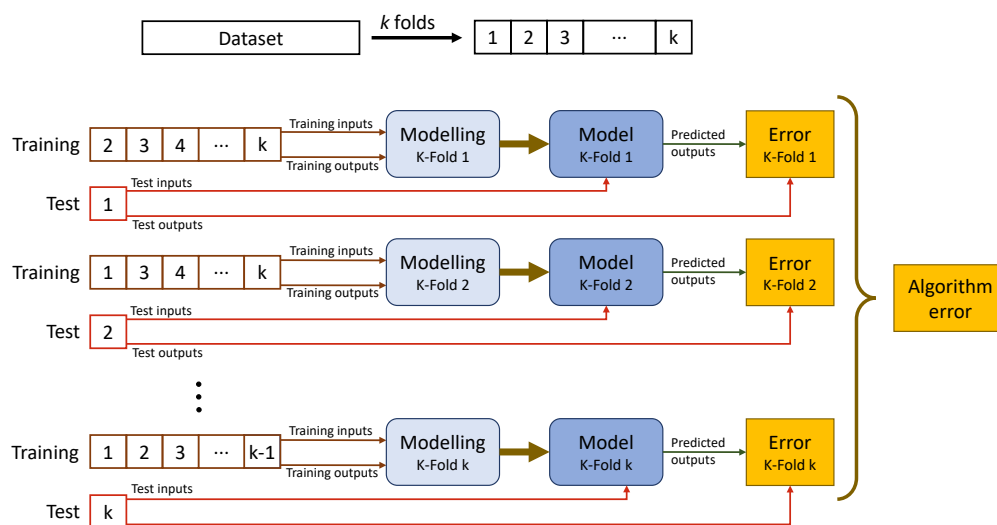 Dataset
k folds
1 2 3 ... k
Training
2 3 4 ... k
Training inputs
Training outputs
Modelling
K-Fold 1
Model
K-Fold 1
Predicted
outputs
Error
K-Fold 1
Test
1
Test inputs
Test outputs
Training
1 3 4 ... k
Training inputs
Training outputs
Modelling
K-Fold 2
Model
K-Fold 2
Predicted
outputs
Error
K-Fold 2
Test
2
Test inputs
Test outputs
Algorithm
error
Training
1 2 3 ... k-1
Training inputs
Training outputs
Modelling
K-Fold k
Model
K-Fold k
Predicted
outputs
Error
K-Fold k
Test
k
Test inputs